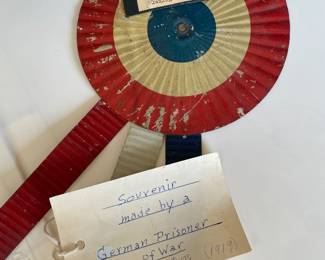 Souvenir
made by a
German Prisoner
of War
(1919)